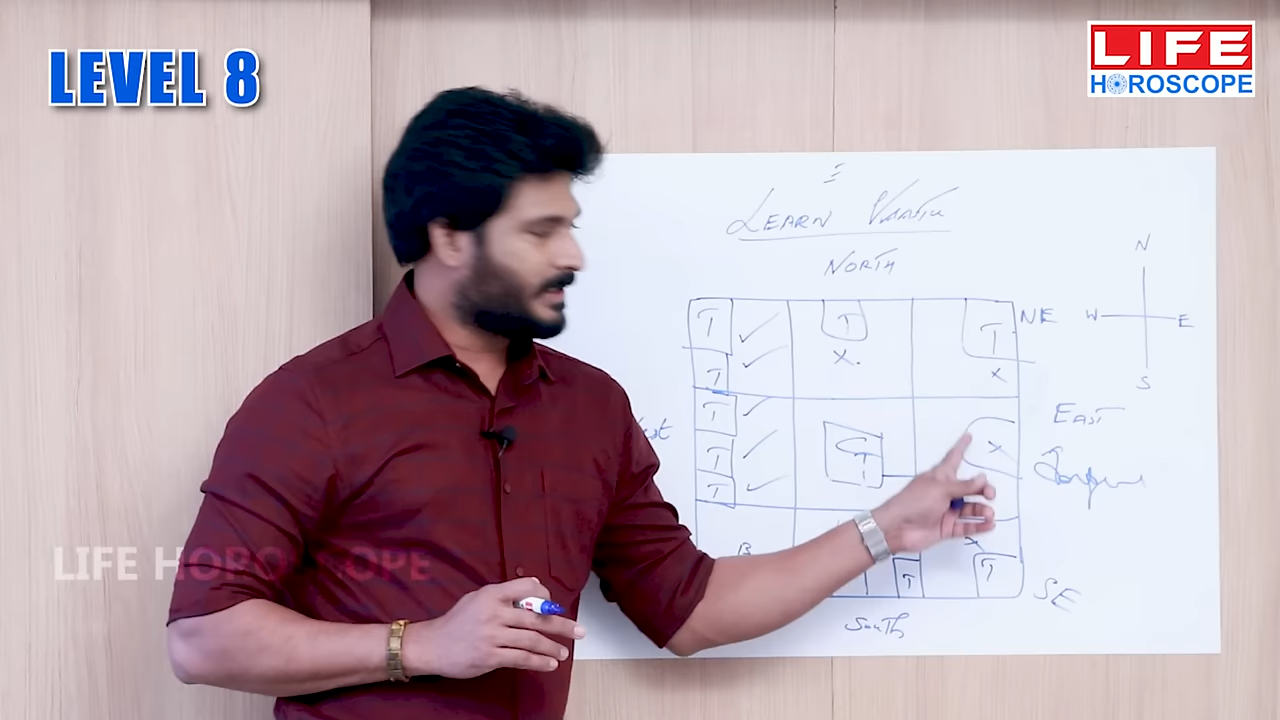 LEVEL 8
LIFE
HOROSCOPE
LEARN VAASTU
NORTH
N
W E
S
T T T NE
X.
T X
T EAST
T X
T
T
B X
T T SE
South
LIFE HOROSCOPE